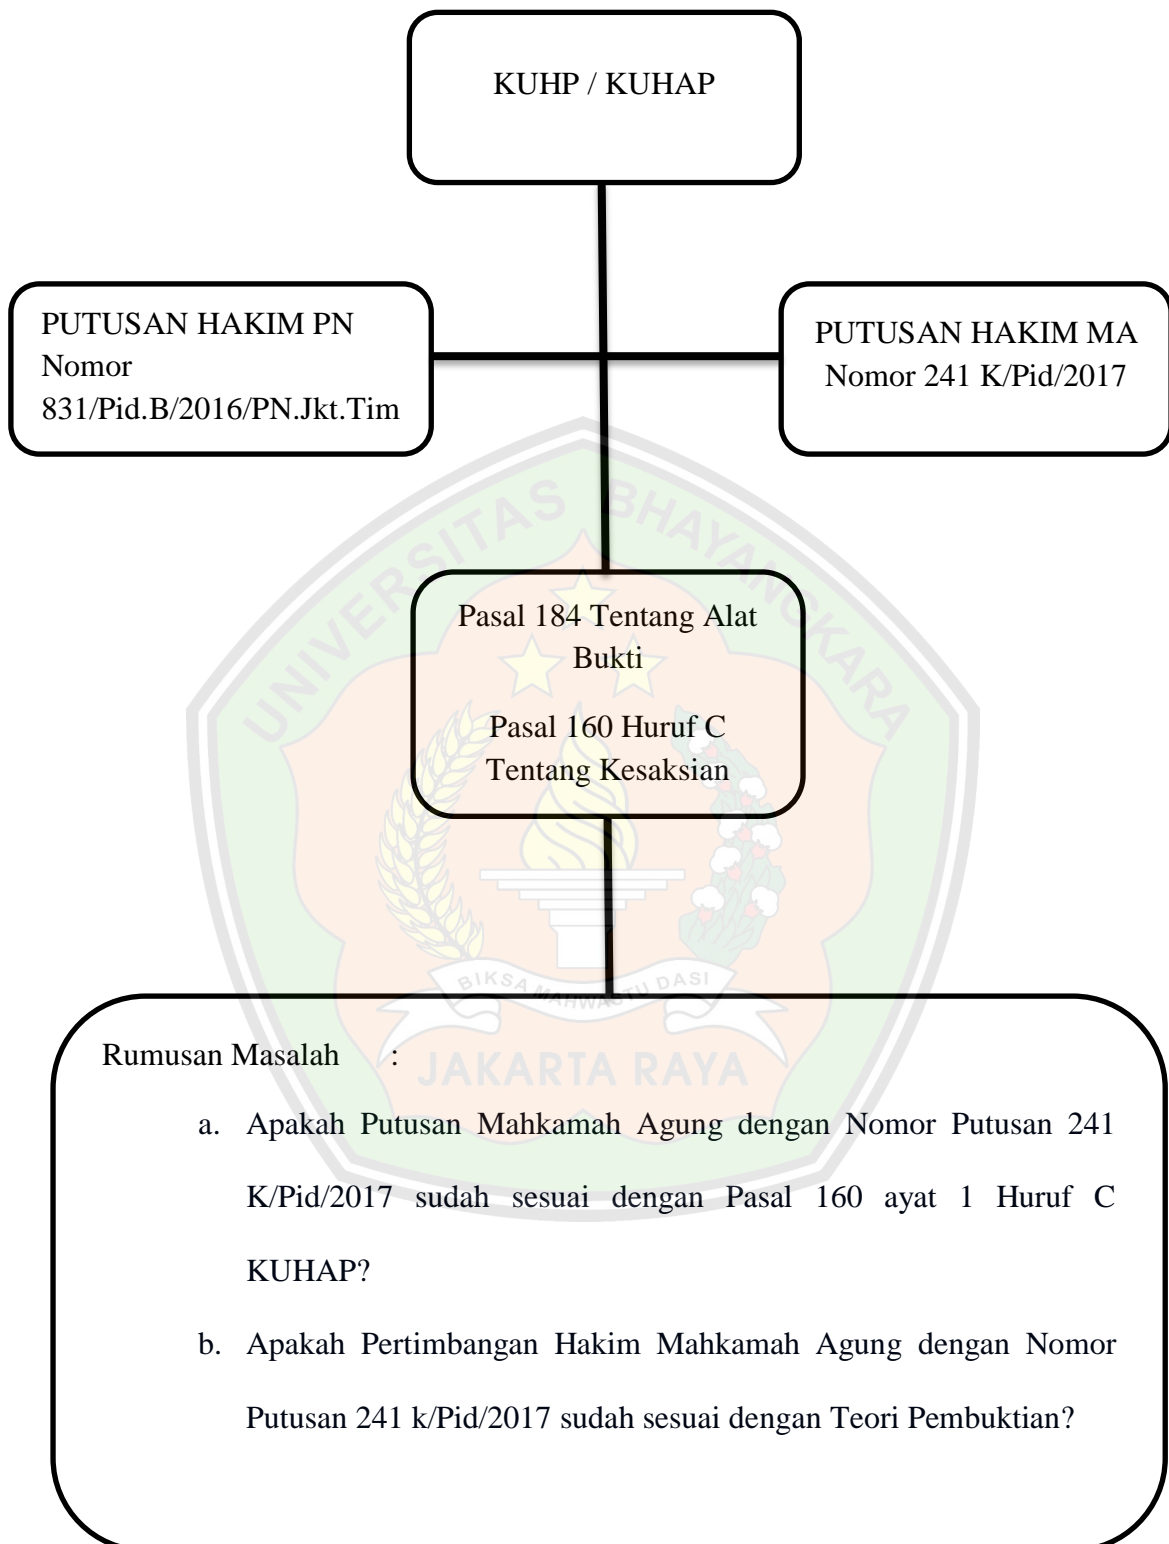 KUHP / KUHAP
PUTUSAN HAKIM PN
Nomor
831/Pid.B/2016/PN.Jkt.Tim
PUTUSAN HAKIM MA
Nomor 241 K/Pid/2017
UNIVERSITAS BHAYANGKARA
Pasal 184 Tentang Alat
Bukti
Pasal 160 Huruf C
Tentang Kesaksian
BIKSA MAHWASTU DASI
JAKARTA RAYA
Rumusan Masalah :
a. Apakah Putusan Mahkamah Agung dengan Nomor Putusan 241
K/Pid/2017 sudah sesuai dengan Pasal 160 ayat 1 Huruf C
KUHAP?
b. Apakah Pertimbangan Hakim Mahkamah Agung dengan Nomor
Putusan 241 k/Pid/2017 sudah sesuai dengan Teori Pembuktian?